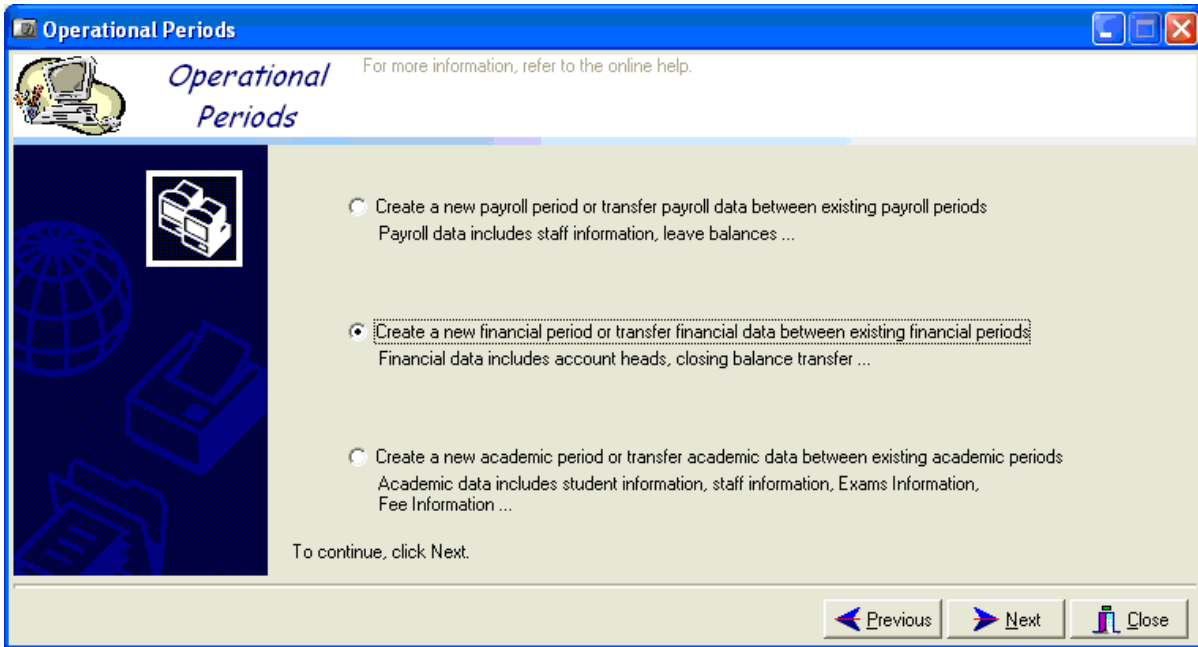 Operational Periods
Operational
Periods
For more information, refer to the online help.
Create a new payroll period or transfer payroll data between existing payroll periods
Payroll data includes staff information, leave balances ...
Create a new financial period or transfer financial data between existing financial periods
Financial data includes account heads, closing balance transfer ...
Create a new academic period or transfer academic data between existing academic periods
Academic data includes student information, staff information, Exams Information,
Fee Information ...
To continue, click Next.
Previous
Next
Close